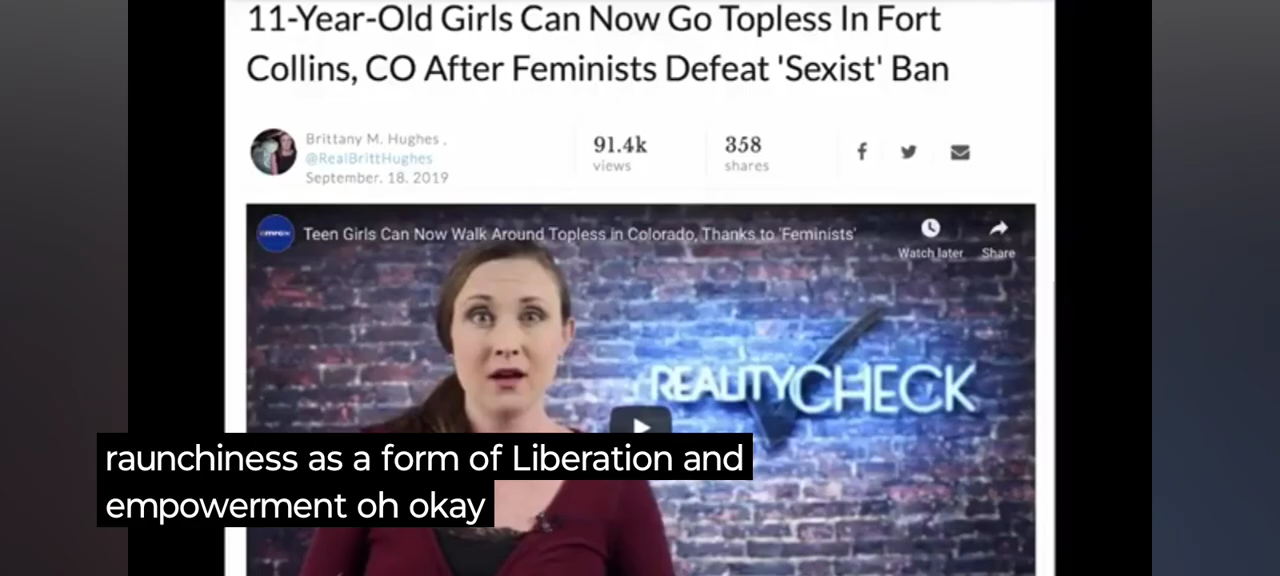 11-Year-Old Girls Can Now Go Topless In Fort
Collins, CO After Feminists Defeat 'Sexist' Ban
Brittany M. Hughes ,
@RealBrittHughes
September. 18. 2019
91.4k
views
358
shares
Teen Girls Can Now Walk Around Topless in Colorado, Thanks to 'Feminists'
Watch later
Share
REALITYCHECK
raunchiness as a form of Liberation and
empowerment oh okay